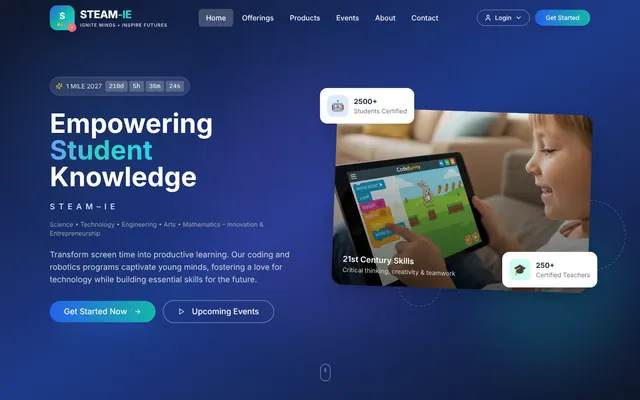 S
STEAM-IE
IGNITE MINDS • INSPIRE FUTURES
Home
Offerings
Products
Events
About
Contact
Login
Get Started
1 MILE 2027
218d
5h
36m
24s
Empowering
Student
Knowledge
STEAM–IE
Science • Technology • Engineering • Arts • Mathematics – Innovation &
Entrepreneurship
Transform screen time into productive learning. Our coding and
robotics programs captivate young minds, fostering a love for
technology while building essential skills for the future.
Get Started Now
Upcoming Events
2500+
Students Certified
CodeBunny
21st Century Skills
Critical thinking, creativity & teamwork
250+
Certified Teachers